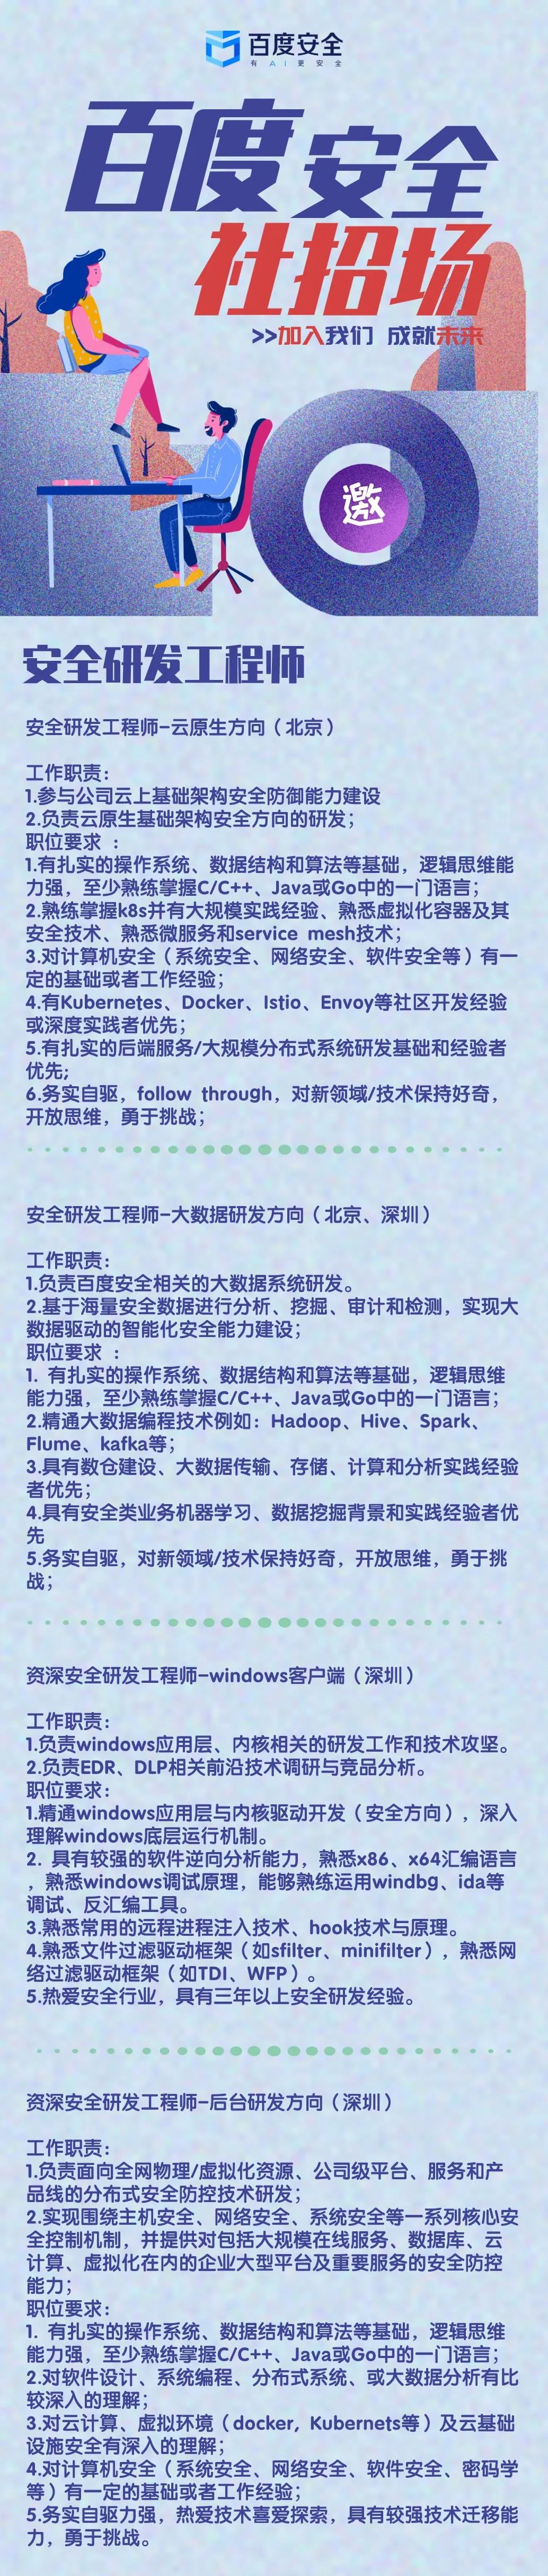 百度安全
有AI更安全
百度安全
社招场
>>加入我们 成就未来
邀
安全研发工程师
安全研发工程师-云原生方向（北京）
工作职责：
1.参与公司云上基础架构安全防御能力建设
2.负责云原生基础架构安全方向的研发；
职位要求 ：
1.有扎实的操作系统、数据结构和算法等基础，逻辑思维能
力强，至少熟练掌握C/C++、Java或Go中的一门语言；
2.熟练掌握k8s并有大规模实践经验、熟悉虚拟化容器及其
安全技术、熟悉微服务和service mesh技术；
3.对计算机安全（系统安全、网络安全、软件安全等）有一
定的基础或者工作经验；
4.有Kubernetes、Docker、Istio、Envoy等社区开发经验
或深度实践者优先；
5.有扎实的后端服务/大规模分布式系统研发基础和经验者
优先；
6.务实自驱，follow through，对新领域/技术保持好奇，
开放思维，勇于挑战；
安全研发工程师-大数据研发方向（北京、深圳）
工作职责：
1.负责百度安全相关的大数据系统研发。
2.基于海量安全数据进行分析、挖掘、审计和检测，实现大
数据驱动的智能化安全能力建设；
职位要求 ：
1. 有扎实的操作系统、数据结构和算法等基础，逻辑思维
能力强，至少熟练掌握C/C++、Java或Go中的一门语言；
2.精通大数据编程技术例如：Hadoop、Hive、Spark、
Flume、kafka等；
3.具有数仓建设、大数据传输、存储、计算和分析实践经验
者优先；
4.具有安全类业务机器学习、数据挖掘背景和实践经验者优
先
5.务实自驱，对新领域/技术保持好奇，开放思维，勇于挑
战；
资深安全研发工程师-windows客户端（深圳）
工作职责：
1.负责windows应用层、内核相关的研发工作和技术攻坚。
2.负责EDR、DLP相关前沿技术调研与竞品分析。
职位要求：
1.精通windows应用层与内核驱动开发（安全方向），深入
理解windows底层运行机制。
2. 具有较强的软件逆向分析能力，熟悉x86、x64汇编语言
，熟悉windows调试原理，能够熟练运用windbg、ida等
调试、反汇编工具。
3.熟悉常用的远程进程注入技术、hook技术与原理。
4.熟悉文件过滤驱动框架（如sfilter、minifilter），熟悉网
络过滤驱动框架（如TDI、WFP）。
5.热爱安全行业，具有三年以上安全研发经验。
资深安全研发工程师-后台研发方向（深圳）
工作职责：
1.负责面向全网物理/虚拟化资源、公司级平台、服务和产
品线的分布式安全防控技术研发；
2.实现围绕主机安全、网络安全、系统安全等一系列核心安
全控制机制，并提供对包括大规模在线服务、数据库、云
计算、虚拟化在内的企业大型平台及重要服务的安全防控
能力；
职位要求：
1. 有扎实的操作系统、数据结构和算法等基础，逻辑思维
能力强，至少熟练掌握C/C++、Java或Go中的一门语言；
2.对软件设计、系统编程、分布式系统、或大数据分析有比
较深入的理解；
3.对云计算、虚拟环境（docker，Kubernets等）及云基础
设施安全有深入的理解；
4.对计算机安全（系统安全、网络安全、软件安全、密码学
等）有一定的基础或者工作经验；
5.务实自驱力强，热爱技术喜爱探索，具有较强技术迁移能
力，勇于挑战。